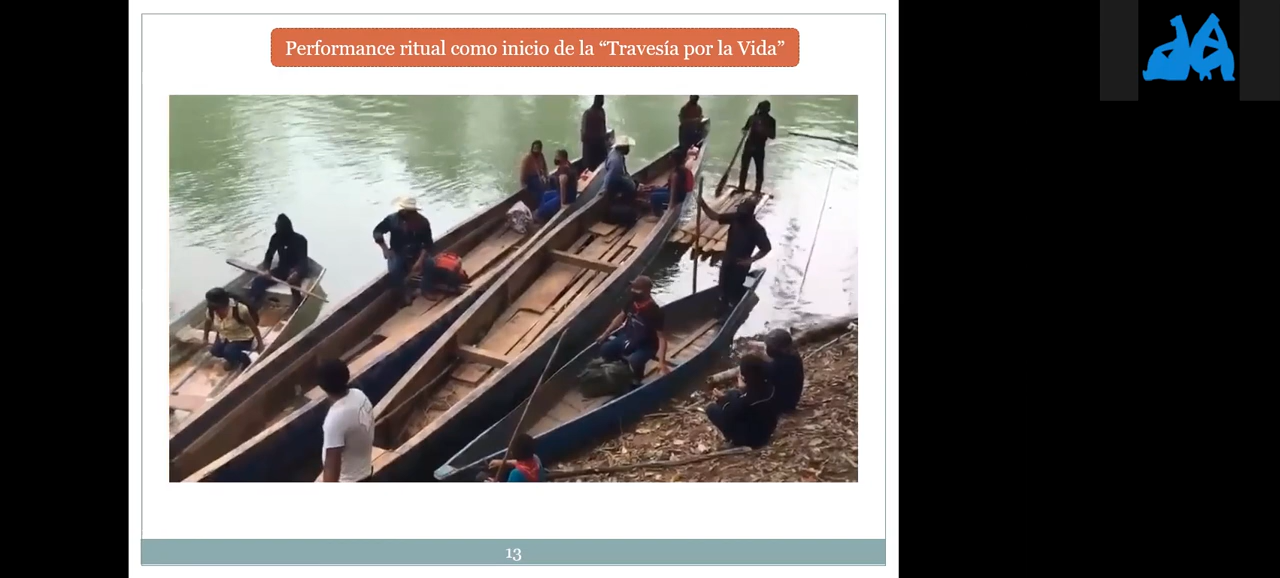 Performance ritual como inicio de la “Travesía por la Vida”
13